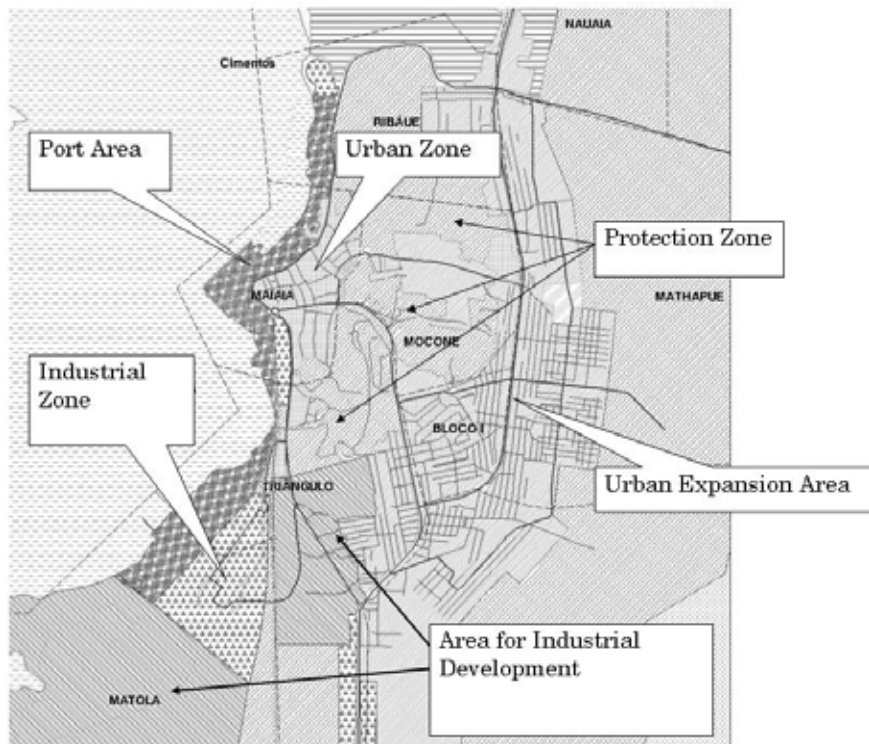 NAUAIA
Cimentos
RIBÁUE
Port Area
Urban Zone
Protection Zone
MAIAIA
MATHAPUE
MOCONE
Industrial
Zone
BLOCO I
TRIÂNGULO
Urban Expansion Area
Area for Industrial
Development
MATOLA